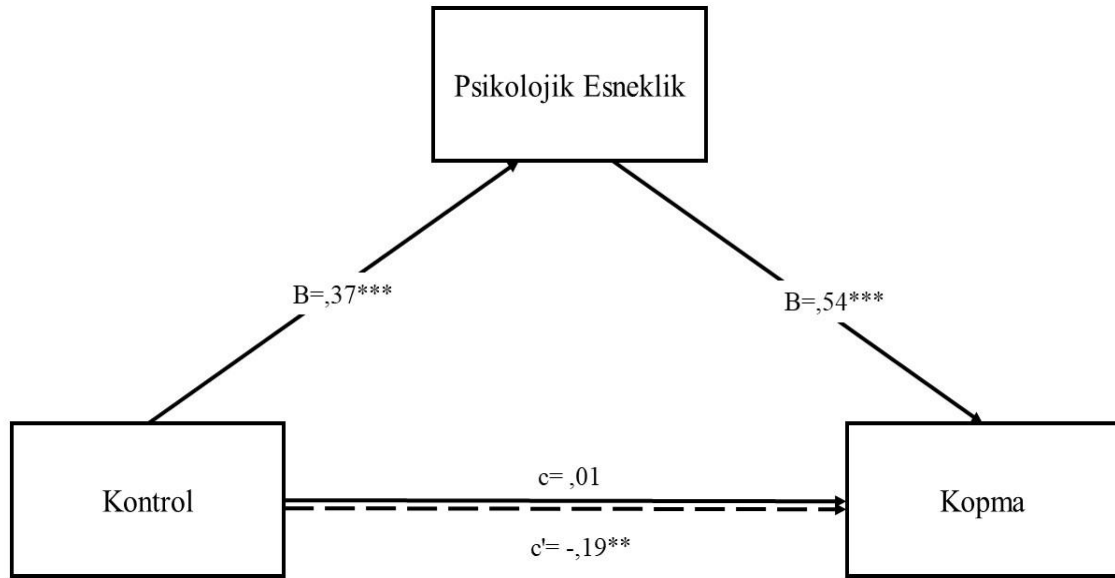 Psikolojik Esneklik
B=,37***
B=,54***
Kontrol
c= ,01
c'= -,19**
Kopma